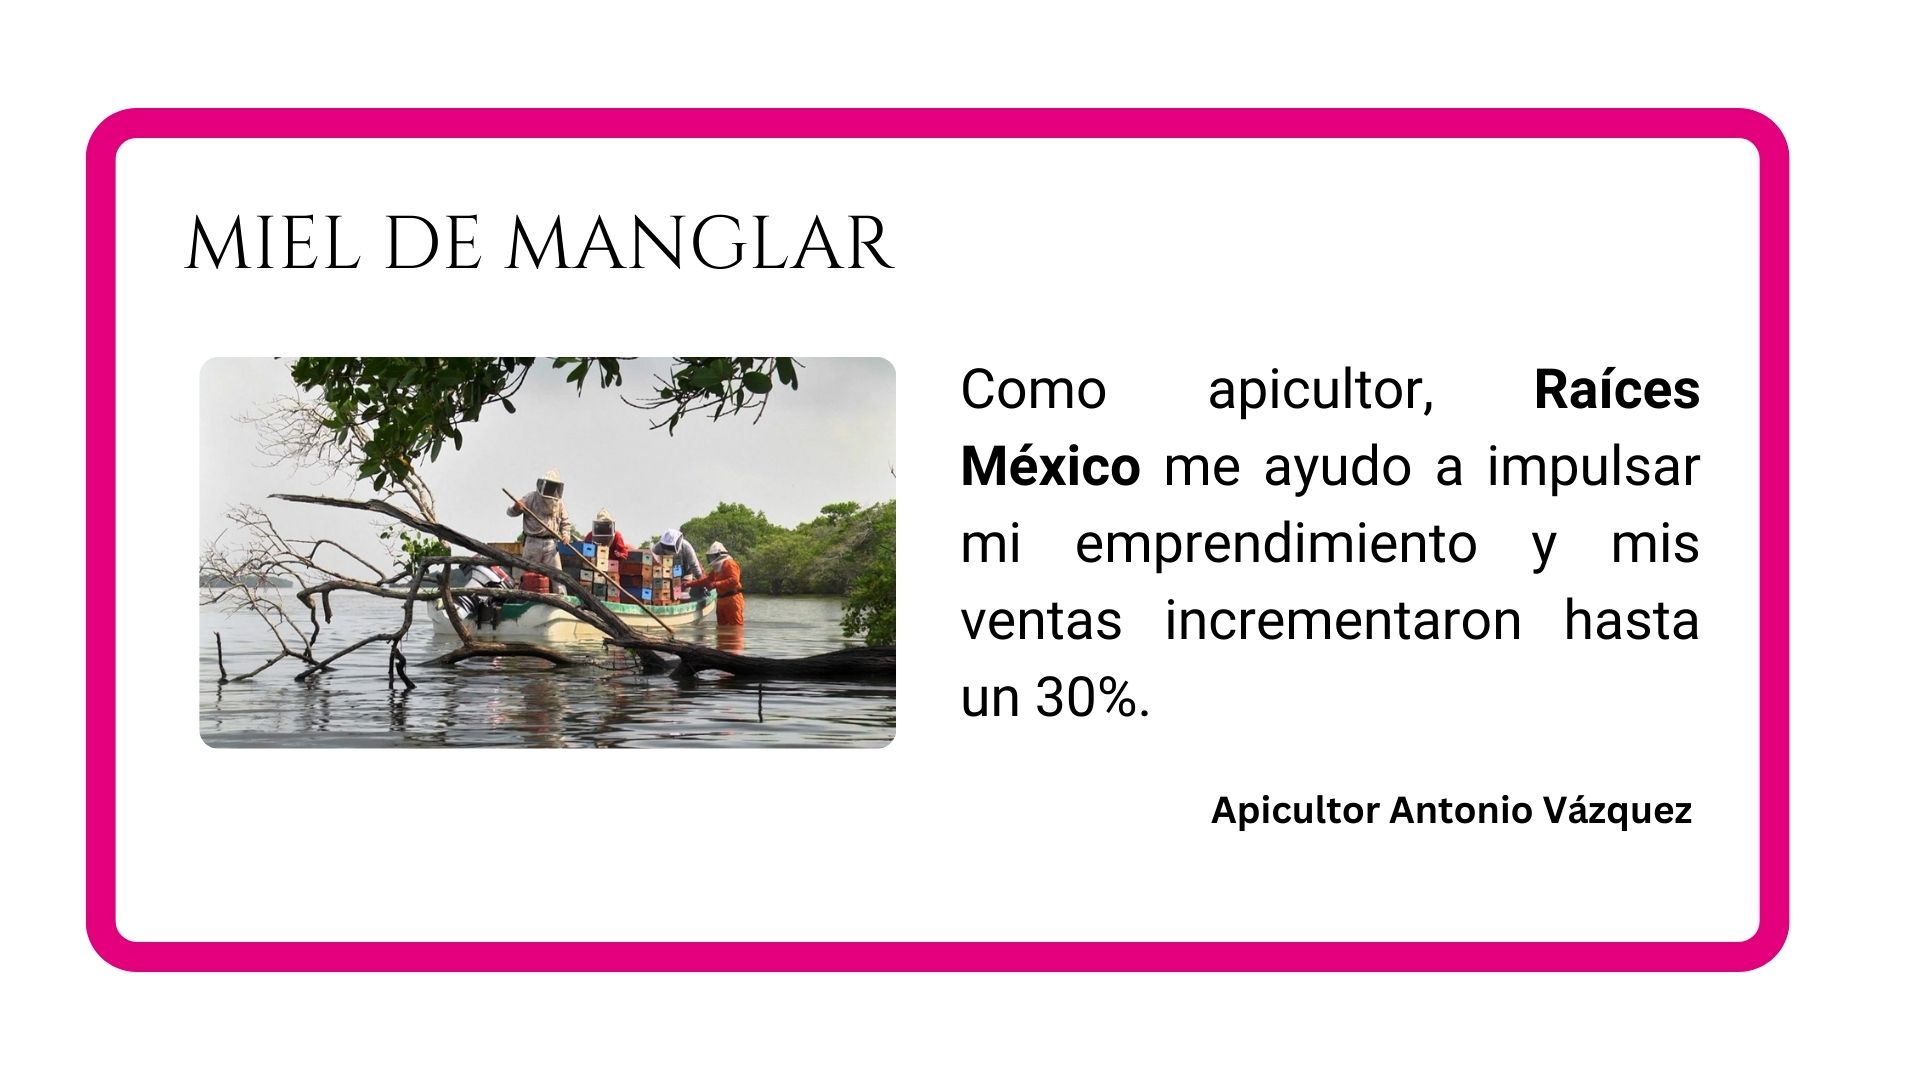 MIEL DE MANGLAR
Como apicultor, Raíces
México me ayudo a impulsar
mi emprendimiento y mis
ventas incrementaron hasta
un 30%.
Apicultor Antonio Vázquez